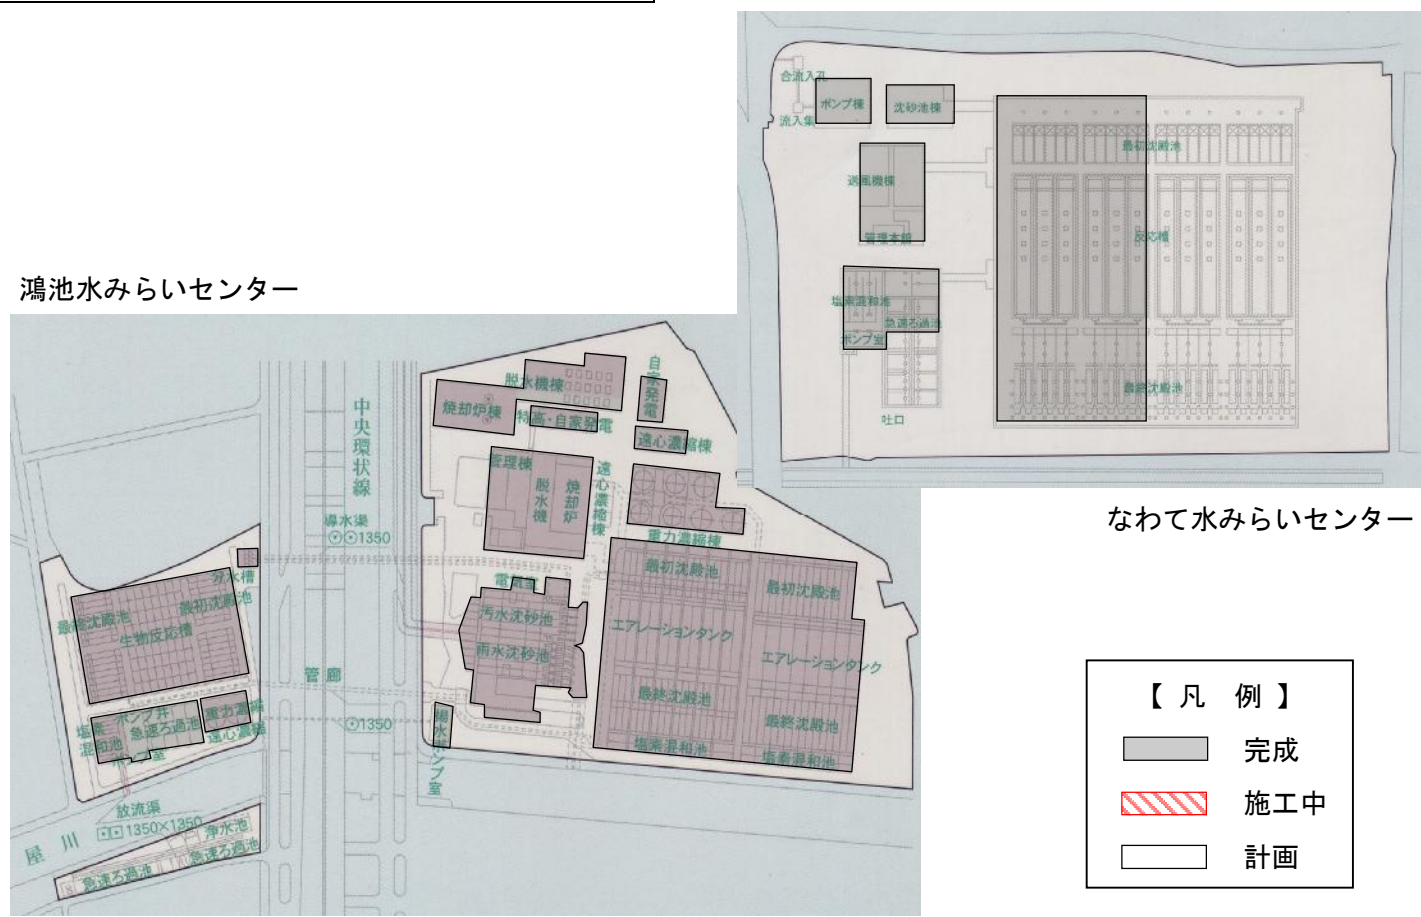 合流入孔
流入渠
ポンプ棟
沈砂池棟
最初沈殿池
送風機棟
管理本館
反応槽
塩素混和池
急速ろ過池
ポンプ室
最終沈殿池
吐口
なわて水みらいセンター
鴻池水みらいセンター
脱水機棟
自家発電
焼却炉棟
特高・自家発電
遠心濃縮棟
中央環状線
管理棟
脱水機
焼却炉
遠心濃縮棟
重力濃縮棟
導水渠
1350
分水槽
電気室
最初沈殿池
最初沈殿池
最終沈殿池
最初沈殿池
生物反応槽
汚水沈砂池
雨水沈砂池
エアレーションタンク
エアレーションタンク
管廊
最終沈殿池
最終沈殿池
塩素混和池
ポンプ井
急速ろ過池
ポンプ室
重力濃縮
遠心濃縮
1350
揚水ポンプ室
塩素混和池
塩素混和池
放流渠
1350×1350
浄水池
急速ろ過池
急速ろ過池
屋川
【 凡 例 】
完成
施工中
計画